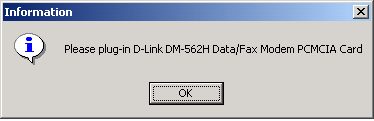 Information
Please plug-in D-Link DM-562H Data/Fax Modem PCMCIA Card
OK